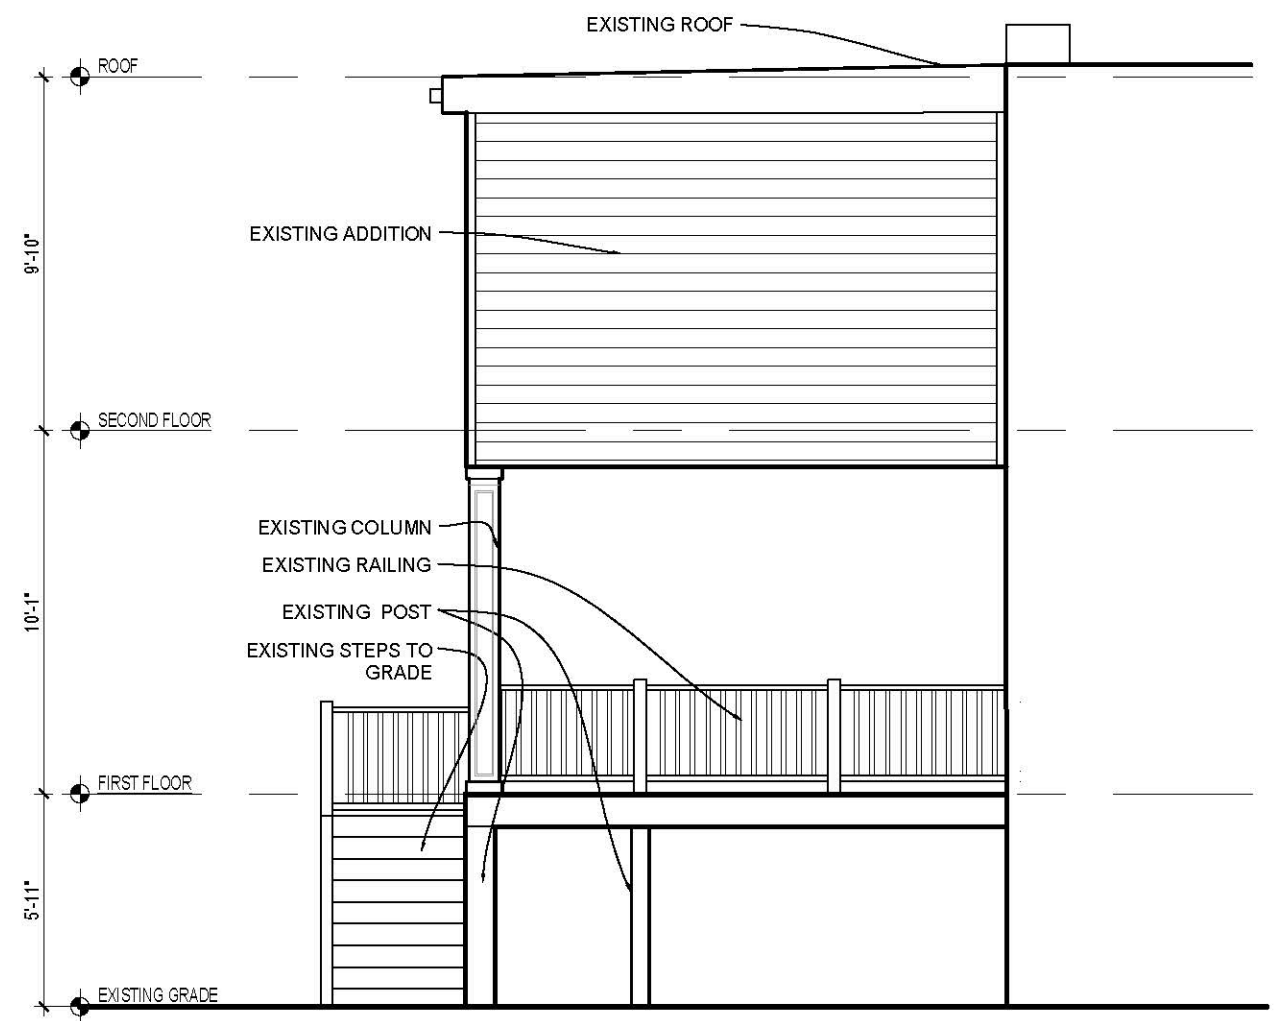 EXISTING ROOF
ROOF
9'-10"
EXISTING ADDITION
SECOND FLOOR
EXISTING COLUMN
EXISTING RAILING
10'-1"
EXISTING POST
EXISTING STEPS TO
GRADE
FIRST FLOOR
5'-11"
EXISTING GRADE